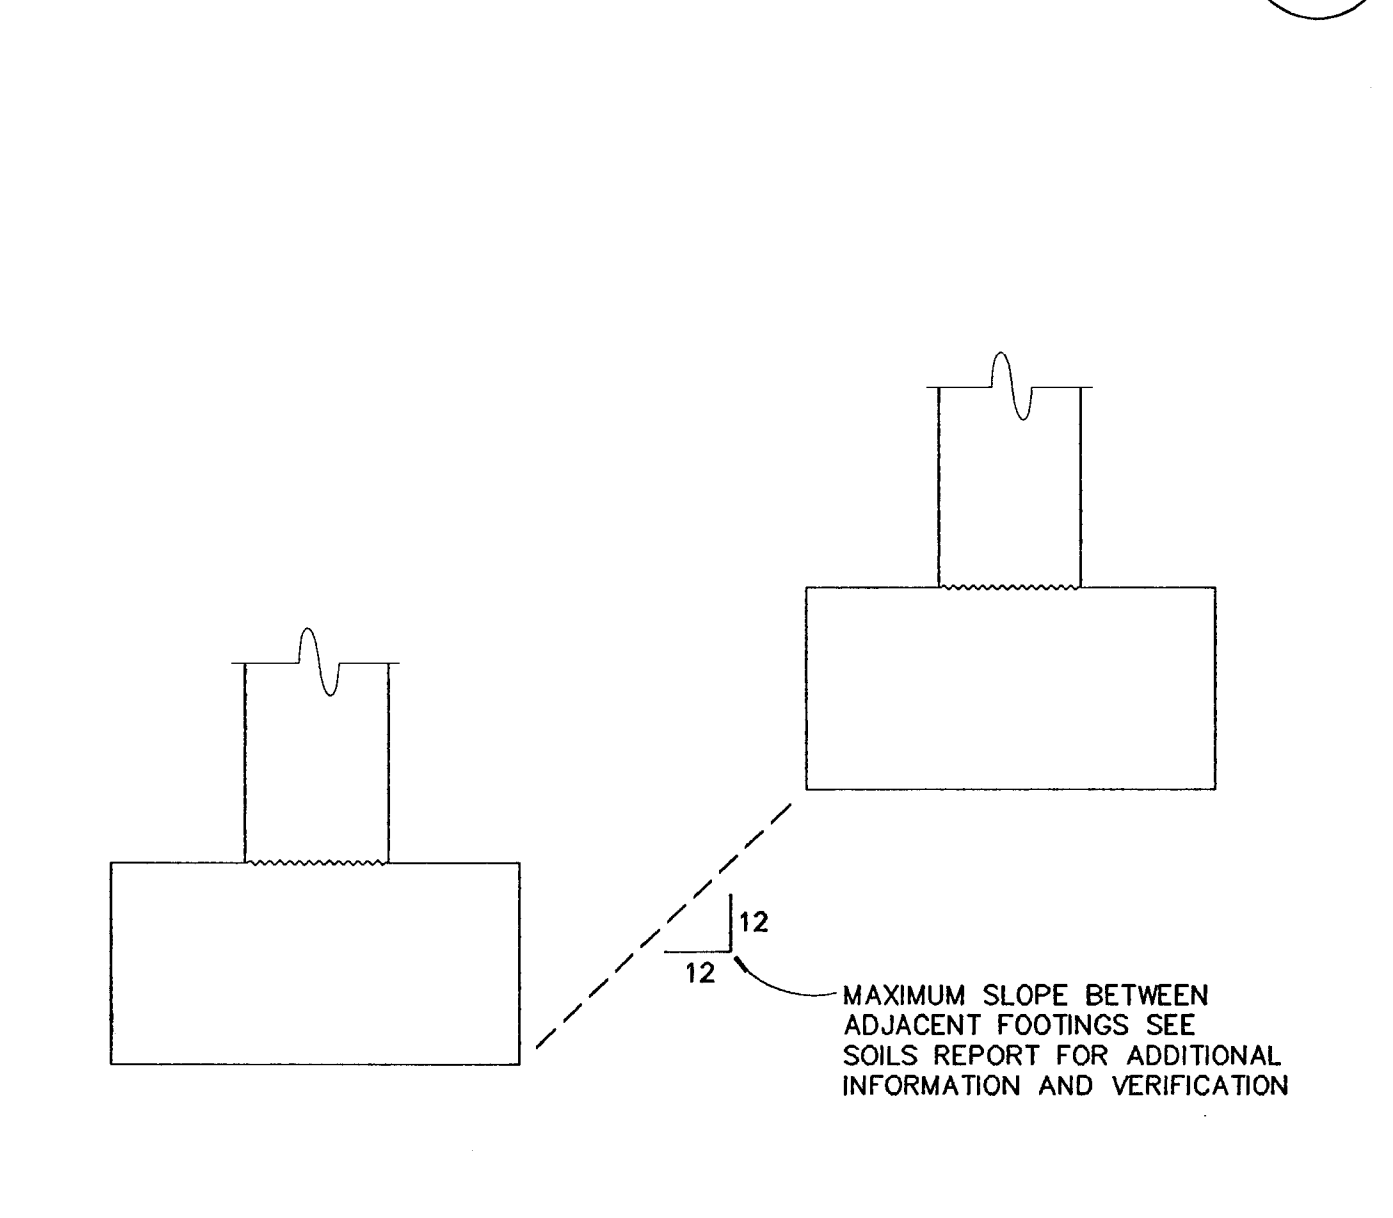 12
12
MAXIMUM SLOPE BETWEEN
ADJACENT FOOTINGS SEE
SOILS REPORT FOR ADDITIONAL
INFORMATION AND VERIFICATION